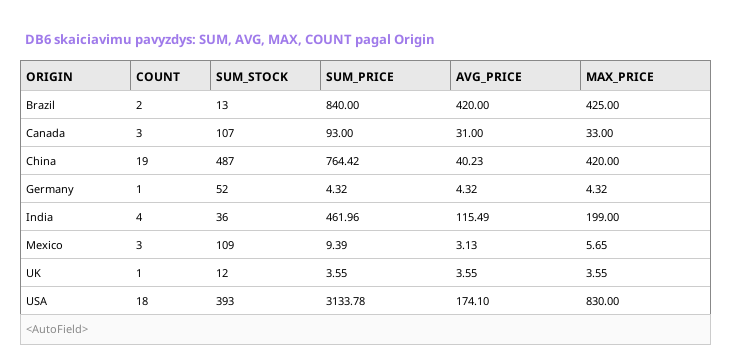 DB6 skaiciavimu pavyzdys: SUM, AVG, MAX, COUNT pagal Origin
ORIGIN COUNT SUM_STOCK SUM_PRICE AVG_PRICE MAX_PRICE
Brazil 2 13 840.00 420.00 425.00
Canada 3 107 93.00 31.00 33.00
China 19 487 764.42 40.23 420.00
Germany 1 52 4.32 4.32 4.32
India 4 36 461.96 115.49 199.00
Mexico 3 109 9.39 3.13 5.65
UK 1 12 3.55 3.55 3.55
USA 18 393 3133.78 174.10 830.00
<AutoField>